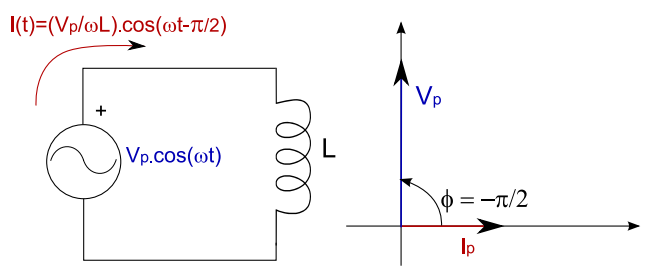 I(t)=(Vp/ωL).cos(ωt-π/2)
+
Vp.cos(ωt)
L
Vp
ϕ = −π/2
Ip